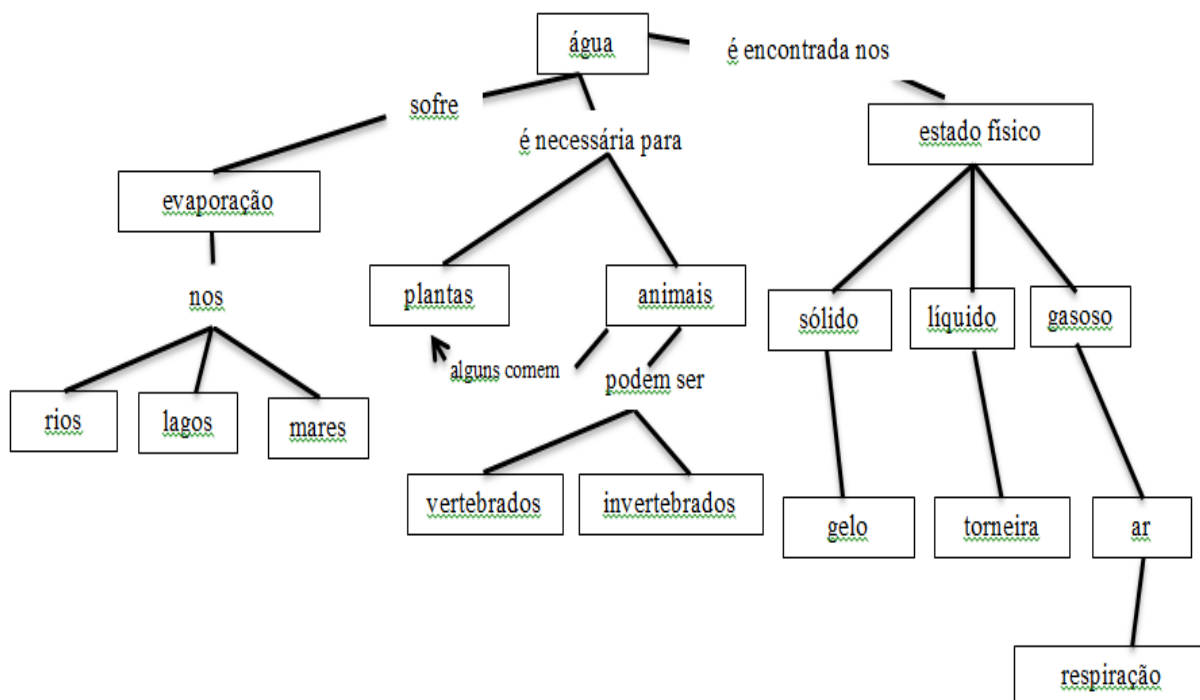 água
é encontrada nos
sofre
é necessária para
estado físico
evaporação
nos
plantas
animais
sólido
líquido
gasoso
alguns comem
podem ser
rios
lagos
mares
vertebrados
invertebrados
gelo
torneira
ar
respiração